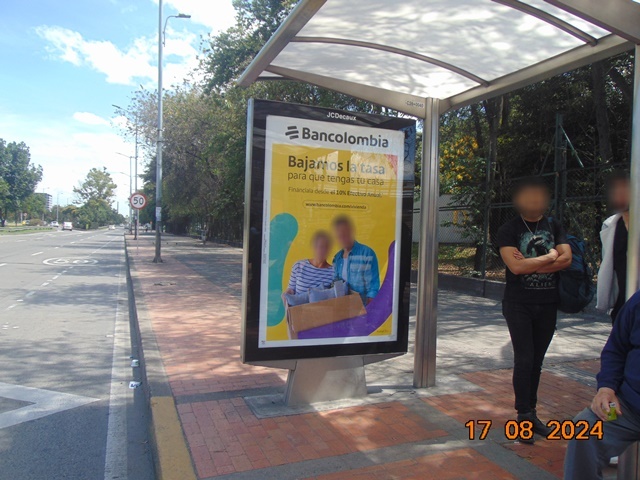 JCDecaux
Bancolombia
Bajamos la tasa
para que tengas tu casa
50
17 08 2024